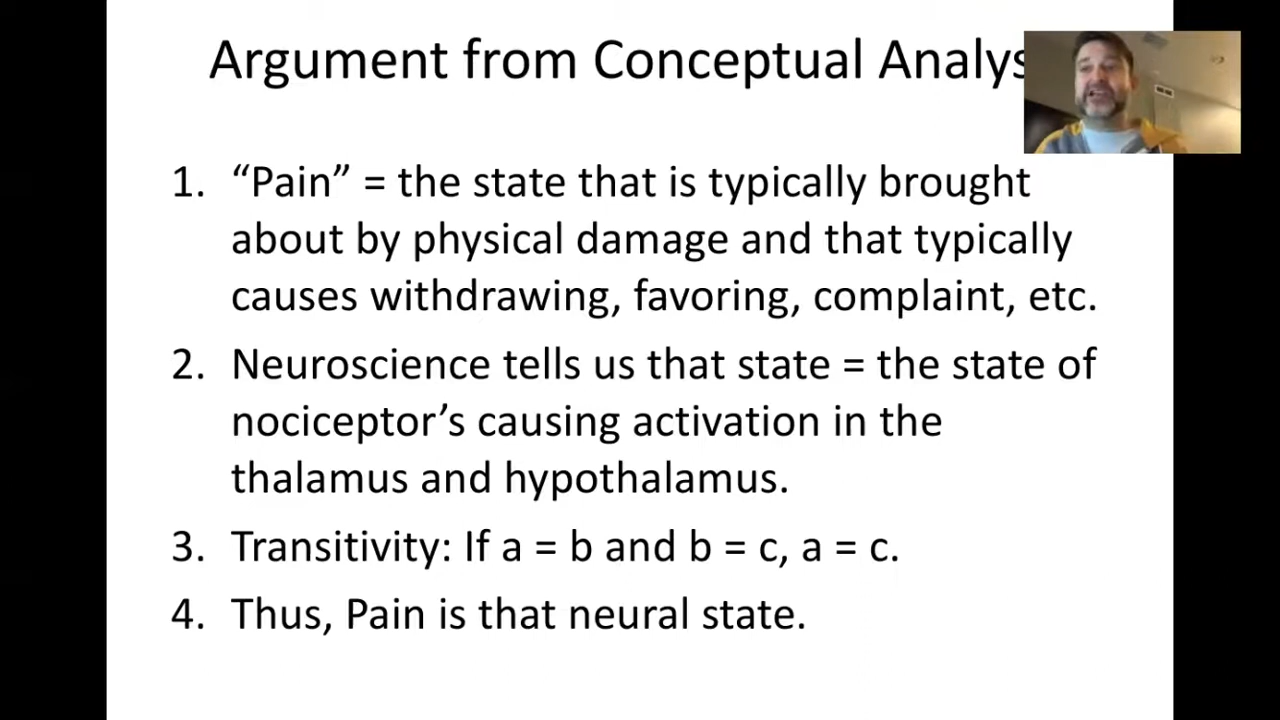 Argument from Conceptual Analys
1. “Pain” = the state that is typically brought
about by physical damage and that typically
causes withdrawing, favoring, complaint, etc.
2. Neuroscience tells us that state = the state of
nociceptor’s causing activation in the
thalamus and hypothalamus.
3. Transitivity: If a = b and b = c, a = c.
4. Thus, Pain is that neural state.